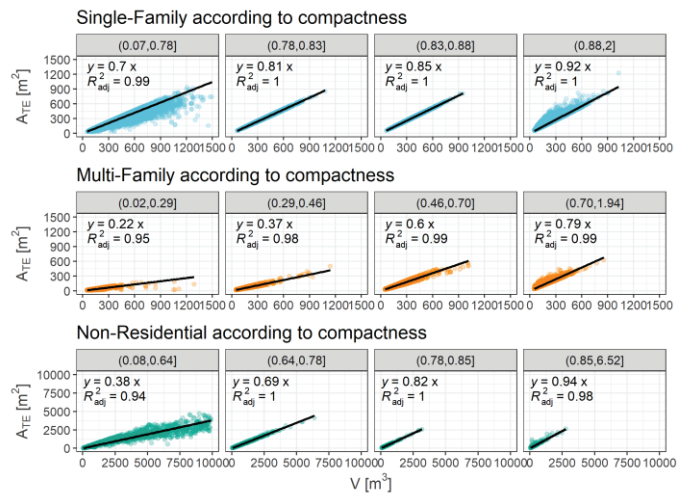 Single-Family according to compactness
(0.07,0.78] (0.78,0.83] (0.83,0.88] (0.88,2]
y = 0.7 x y = 0.81 x y = 0.85 x y = 0.92 x
R²adj = 0.99 R²adj = 1 R²adj = 1 R²adj = 1
A_TE [m²]
1500
1200
900
600
300
0
0 300 600 900 12001500 0 300 600 900 12001500 0 300 600 900 12001500 0 300 600 900 12001500
Multi-Family according to compactness
(0.02,0.29] (0.29,0.46] (0.46,0.70] (0.70,1.94]
y = 0.22 x y = 0.37 x y = 0.6 x y = 0.79 x
R²adj = 0.95 R²adj = 0.98 R²adj = 0.99 R²adj = 0.99
A_TE [m²]
1500
1200
900
600
300
0
0 300 600 900 12001500 0 300 600 900 12001500 0 300 600 900 12001500 0 300 600 900 12001500
Non-Residential according to compactness
(0.08,0.64] (0.64,0.78] (0.78,0.85] (0.85,6.52]
y = 0.38 x y = 0.69 x y = 0.82 x y = 0.94 x
R²adj = 0.94 R²adj = 1 R²adj = 1 R²adj = 0.98
A_TE [m²]
10000
7500
5000
2500
0
0 2500 5000 7500 10000 0 2500 5000 7500 10000 0 2500 5000 7500 10000 0 2500 5000 7500 10000
V [m³]